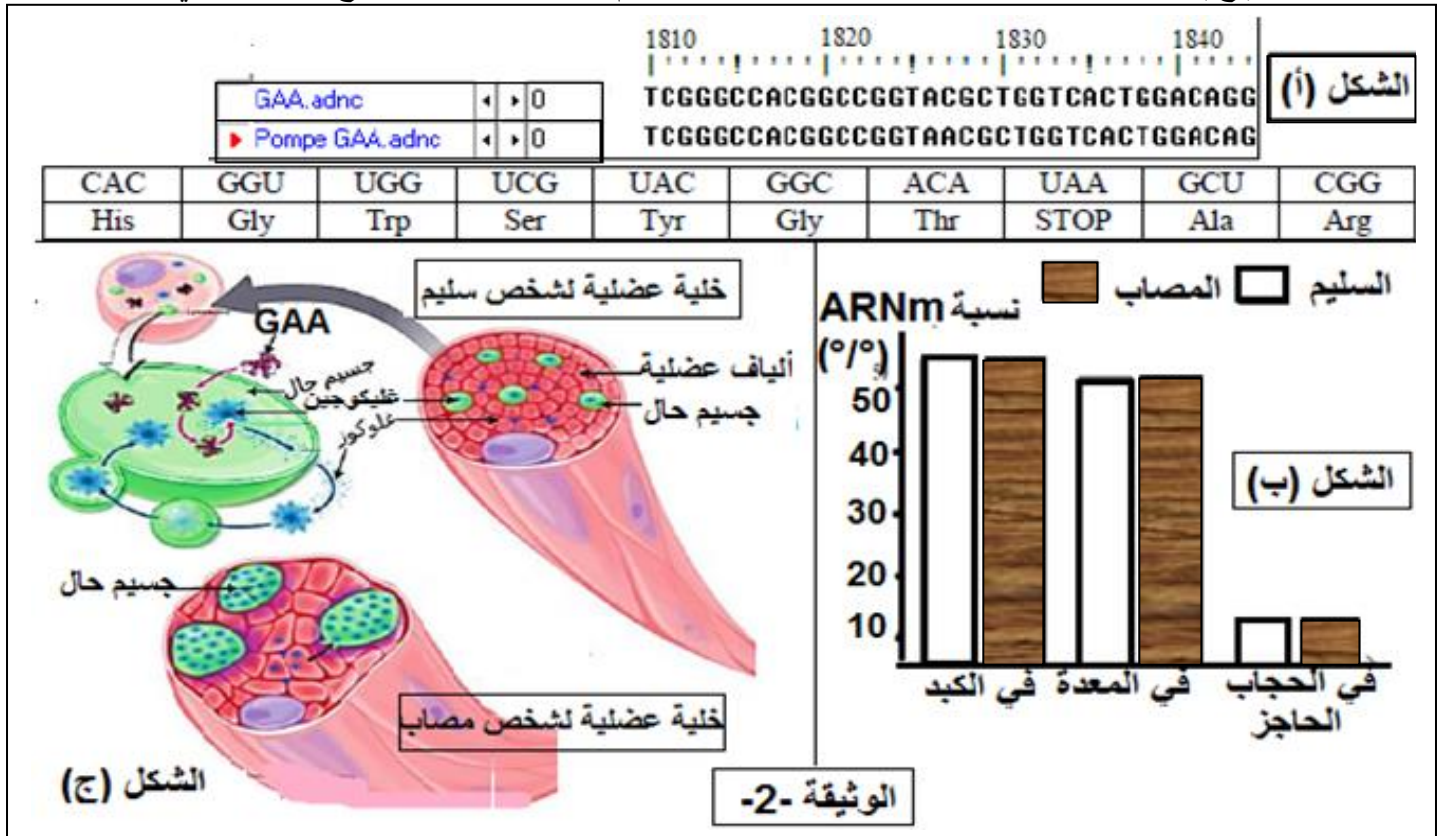 1810 1820 1830 1840
GAA.adnc 0 TCGGGCCACGGCCGGTACGCTGGTCACTGGACAGG
Pompe GAA.adnc 0 TCGGGCCACGGCCGGTAACGCTGGTCACTGGACAG
الشكل (أ)
CAC GGU UGG UCG UAC GGC ACA UAA GCU CGG
His Gly Trp Ser Tyr Gly Thr STOP Ala Arg
السليم المصاب
نسبة ARNm
(°/°)
50
40
30
20
10
في الكبد في المعدة في الحجاب
الحاجز
الشكل (ب)
خلية عضلية لشخص سليم
GAA
جسيم حال
غليكوجين
غلوكوز
ألياف عضلية
جسيم حال
جسيم حال
خلية عضلية لشخص مصاب
الشكل (ج)
الوثيقة -2-